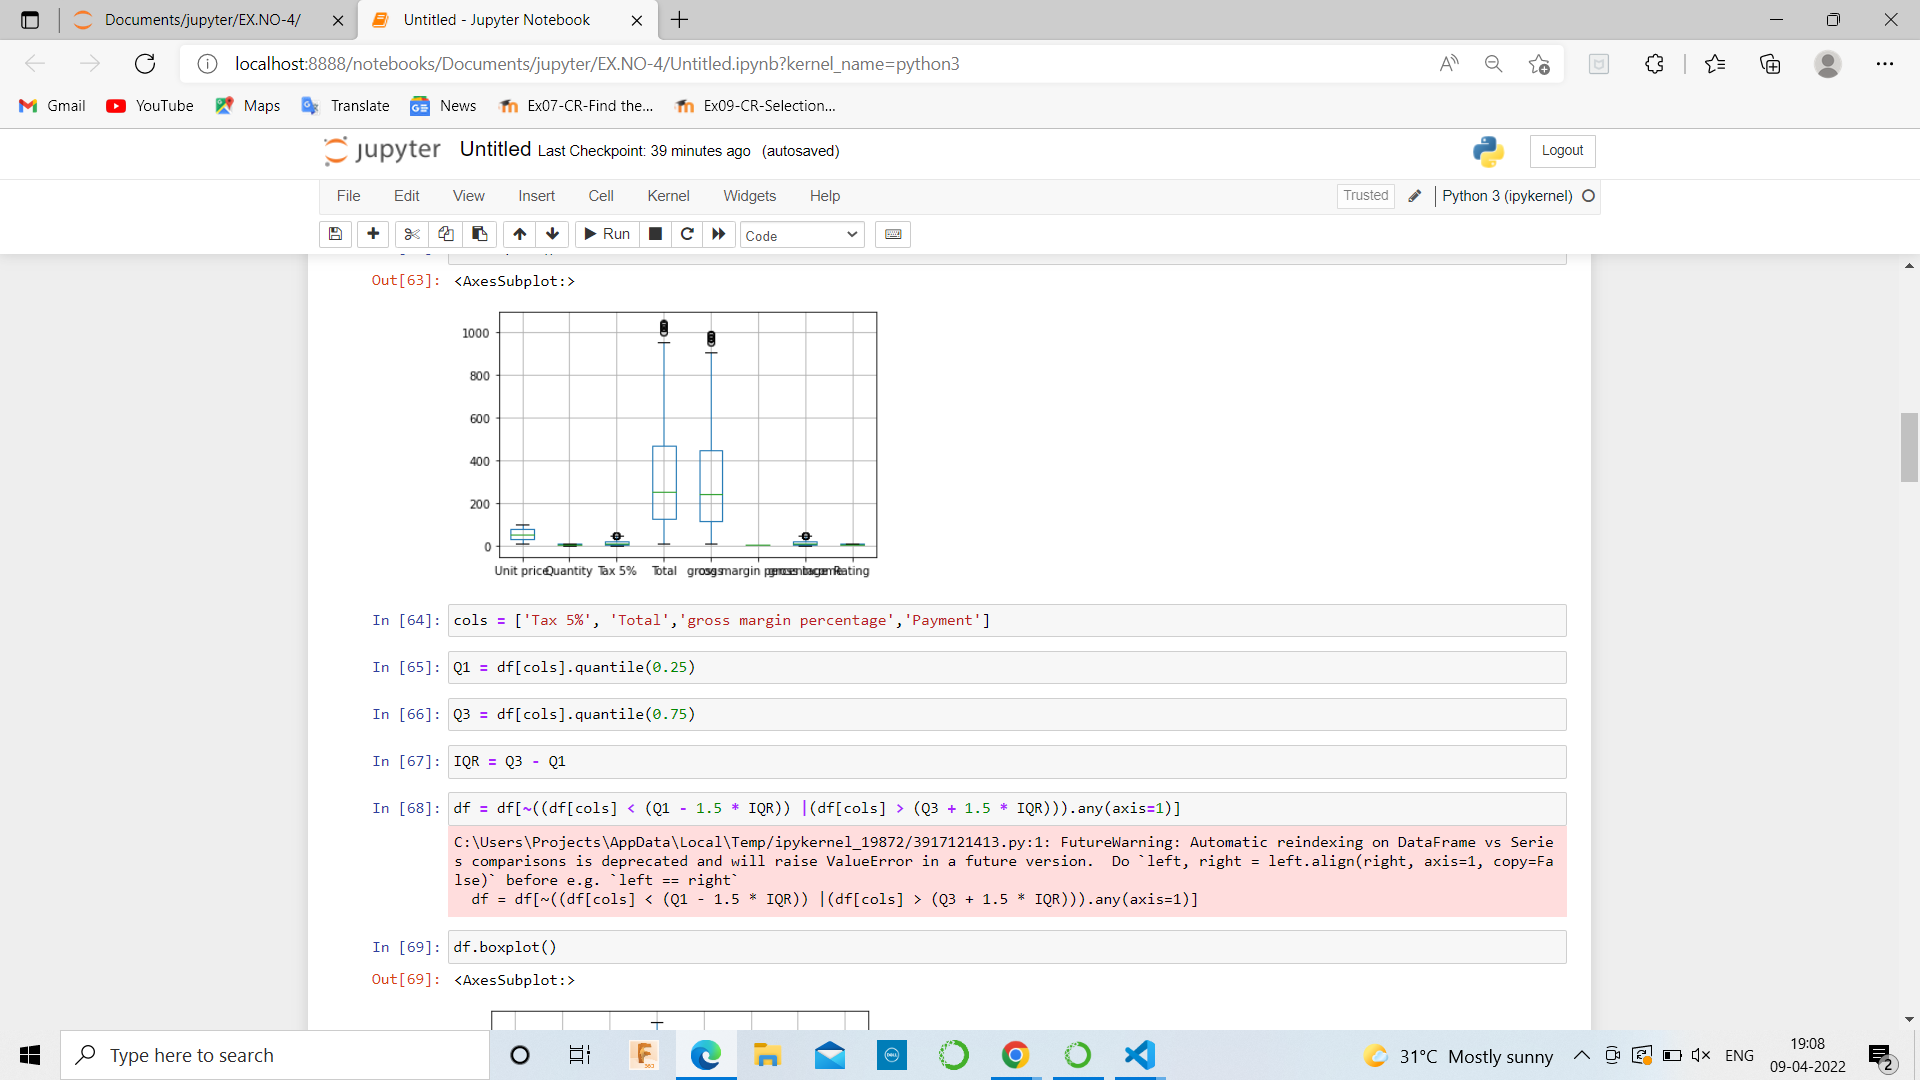 Documents/jupyter/EX.NO-4/
Untitled - Jupyter Notebook
localhost:8888/notebooks/Documents/jupyter/EX.NO-4/Untitled.ipynb?kernel_name=python3
Gmail YouTube Maps Translate News Ex07-CR-Find the... Ex09-CR-Selection...
jupyter Untitled Last Checkpoint: 39 minutes ago (autosaved)
Logout
File Edit View Insert Cell Kernel Widgets Help
Trusted Python 3 (ipykernel)
Run Code
Out[63]: <AxesSubplot:>
1000
800
600
400
200
0
Unit price Quantity Tax 5% Total gross margin percentage Rating
In [64]: cols = ['Tax 5%', 'Total','gross margin percentage','Payment']
In [65]: Q1 = df[cols].quantile(0.25)
In [66]: Q3 = df[cols].quantile(0.75)
In [67]: IQR = Q3 - Q1
In [68]: df = df[~((df[cols] < (Q1 - 1.5 * IQR)) |(df[cols] > (Q3 + 1.5 * IQR))).any(axis=1)]
C:\Users\Projects\AppData\Local\Temp/ipykernel_19872/3917121413.py:1: FutureWarning: Automatic reindexing on DataFrame vs Serie
s comparisons is deprecated and will raise ValueError in a future version.  Do `left, right = left.align(right, axis=1, copy=Fa
lse)` before e.g. `left == right`
df = df[~((df[cols] < (Q1 - 1.5 * IQR)) |(df[cols] > (Q3 + 1.5 * IQR))).any(axis=1)]
In [69]: df.boxplot()
Out[69]: <AxesSubplot:>
Type here to search
31°C Mostly sunny
ENG
19:08
09-04-2022
2